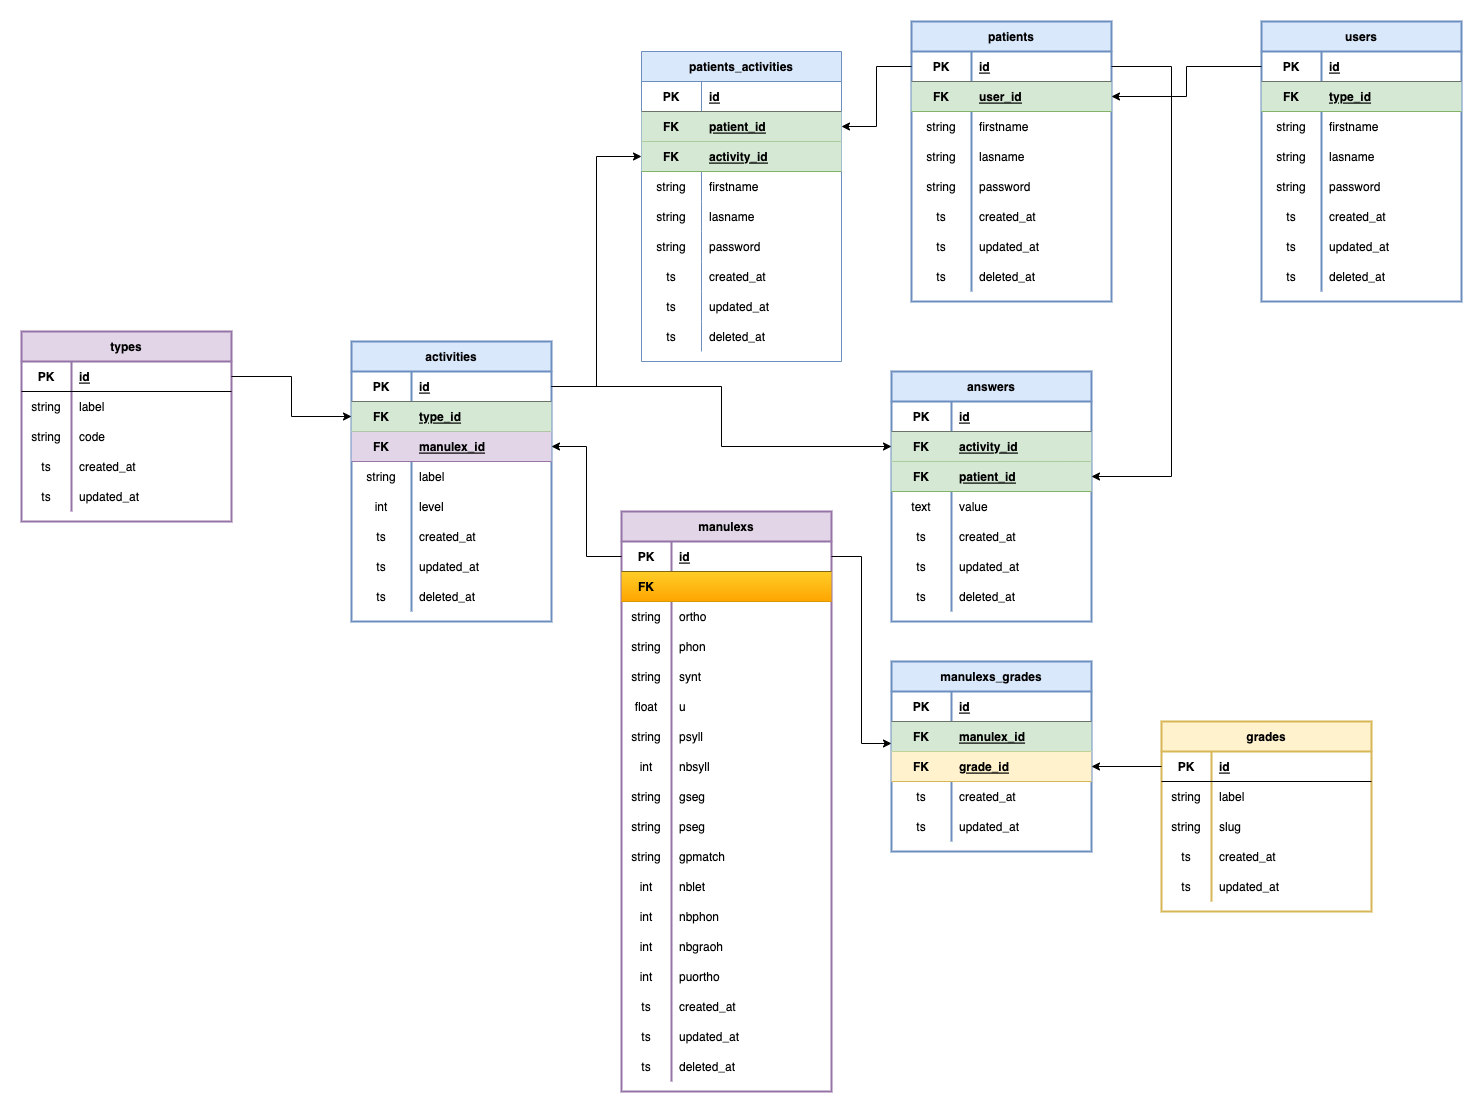 patients_activities
PK id
FK patient_id
FK activity_id
string firstname
string lasname
string password
ts created_at
ts updated_at
ts deleted_at
patients
PK id
FK user_id
string firstname
string lasname
string password
ts created_at
ts updated_at
ts deleted_at
users
PK id
FK type_id
string firstname
string lasname
string password
ts created_at
ts updated_at
ts deleted_at
types
PK id
string label
string code
ts created_at
ts updated_at
activities
PK id
FK type_id
FK manulex_id
string label
int level
ts created_at
ts updated_at
ts deleted_at
answers
PK id
FK activity_id
FK patient_id
text value
ts created_at
ts updated_at
ts deleted_at
manulexs
PK id
FK
string ortho
string phon
string synt
float u
string psyll
int nbsyll
string gseg
string pseg
string gpmatch
int nblet
int nbphon
int nbgraoh
int puortho
ts created_at
ts updated_at
ts deleted_at
manulexs_grades
PK id
FK manulex_id
FK grade_id
ts created_at
ts updated_at
grades
PK id
string label
string slug
ts created_at
ts updated_at